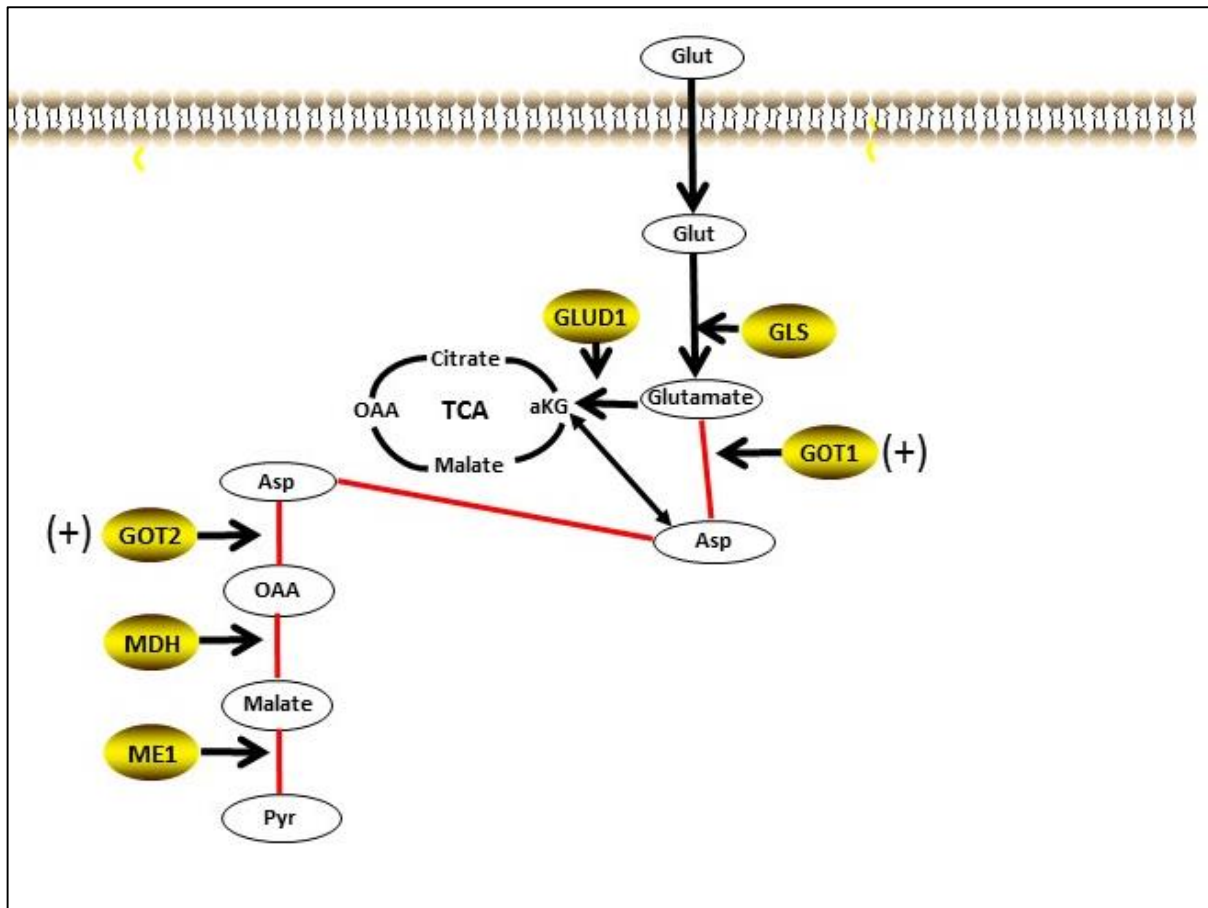 Glut
Glut
GLUD1
GLS
Citrate
OAA TCA aKG
Glutamate
Malate
GOT1 (+)
Asp
(+) GOT2
Asp
OAA
MDH
Malate
ME1
Pyr